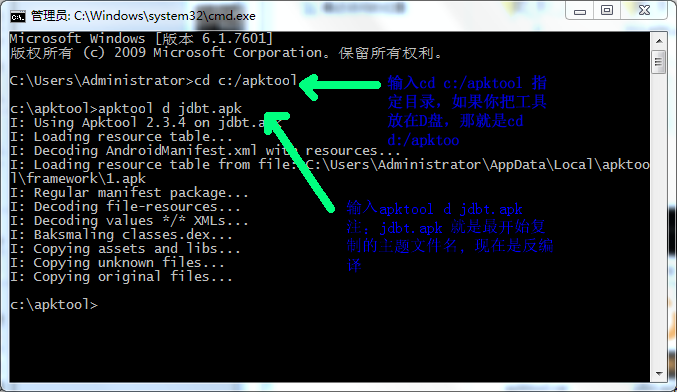 管理员: C:\Windows\system32\cmd.exe
Microsoft Windows [版本 6.1.7601]
版权所有 (c) 2009 Microsoft Corporation。保留所有权利。
C:\Users\Administrator>cd c:/apktool
输入cd c:/apktool 指
定目录，如果你把工具
放在D盘，那就是cd
d:/apktoo
c:\apktool>apktool d jdbt.apk
I: Using Apktool 2.3.4 on jdbt.a
I: Loading resource table...
I: Decoding AndroidManifest.xml with resources...
I: Loading resource table from file: C:\Users\Administrator\AppData\Local\apktoo
l\framework\1.apk
I: Regular manifest package...
I: Decoding file-resources...
I: Decoding values */* XMLs...
I: Baksmaling classes.dex...
I: Copying assets and libs...
I: Copying unknown files...
I: Copying original files...
输入apktool d jdbt.apk
注：jdbt.apk 就是最开始复
制的主题文件名，现在是反编
译
c:\apktool>